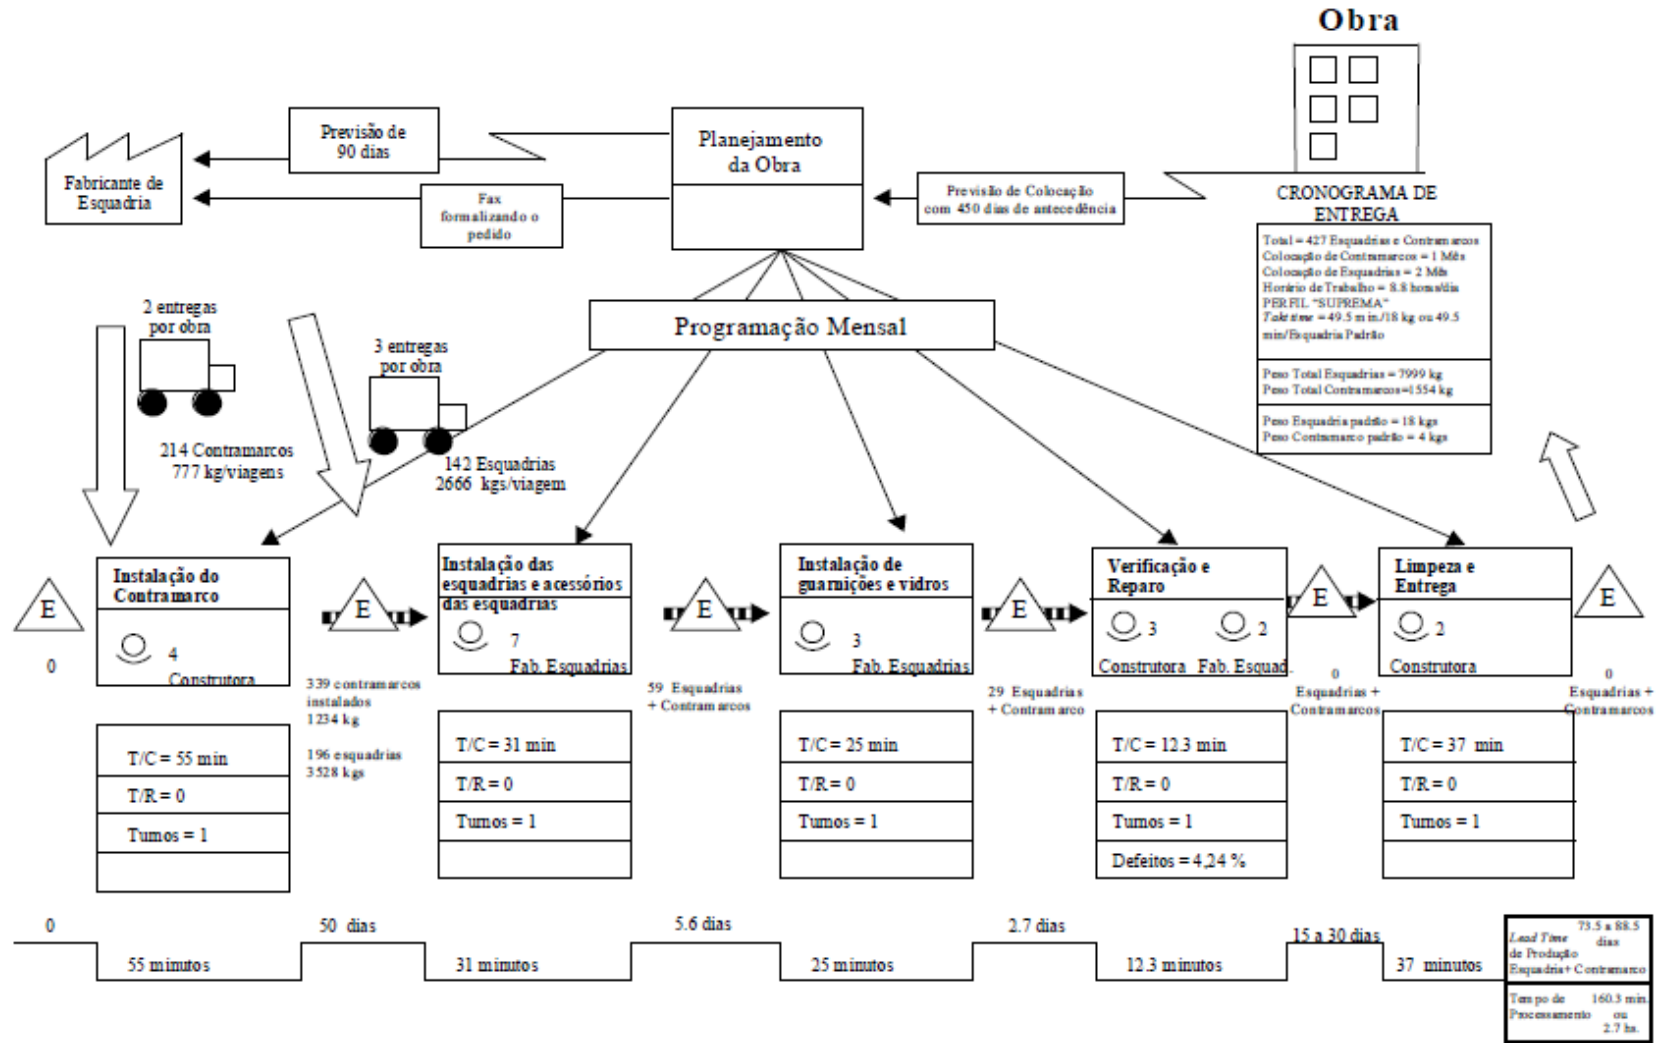 Obra
Previsão de
90 dias
Planejamento
da Obra
Fabricante de
Esquadria
Fax
formalizando o
pedido
Previsão de Colocação
com 450 dias de antecedência
CRONOGRAMA DE
ENTREGA
Total = 427 Esquadrias e Contramarcos
Colocação de Contramarcos = 1 Mês
Colocação de Esquadrias = 2 Mês
Horário de Trabalho = 8.8 horas/dia
PERFIL "SUPREMA"
Takt time = 49.5 min./18 kg ou 49.5
min/Esquadria Padrão
Peso Total Esquadrias = 7999 kg
Peso Total Contramarcos=1554 kg
Peso Esquadria padrão = 18 kgs
Peso Contramarco padrão = 4 kgs
2 entregas
por obra
3 entregas
por obra
Programação Mensal
214 Contramarcos
777 kg/viagens
142 Esquadrias
2666 kgs/viagem
E
0
Instalação do
Contramarco
4
Construtora
E
339 contramarcos
instalados
1234 kg
196 esquadrias
3528 kgs
Instalação das
esquadrias e acessórios
das esquadrias
7
Fab. Esquadrias
E
59 Esquadrias
+ Contramarcos
Instalação de
guarnições e vidros
3
Fab. Esquadrias
E
29 Esquadrias
+ Contramarco
Verificação e
Reparo
3
2
Construtora
Fab. Esquad.
E
0
Esquadrias +
Contramarcos
Limpeza e
Entrega
2
Construtora
E
0
Esquadrias +
Contramarcos
T/C = 55 min
T/R = 0
Turnos = 1
T/C = 31 min
T/R = 0
Turnos = 1
T/C = 25 min
T/R = 0
Turnos = 1
T/C = 12.3 min
T/R = 0
Turnos = 1
Defeitos = 4,24 %
T/C = 37 min
T/R = 0
Turnos = 1
0
55 minutos
50 dias
31 minutos
5.6 dias
25 minutos
2.7 dias
12.3 minutos
15 a 30 dias
37 minutos
Lead Time 73.5 a 88.5
dias
de Produção
Esquadria+ Contramarco
Tempo de 160.3 min.
Processamento ou
2.7 hs.